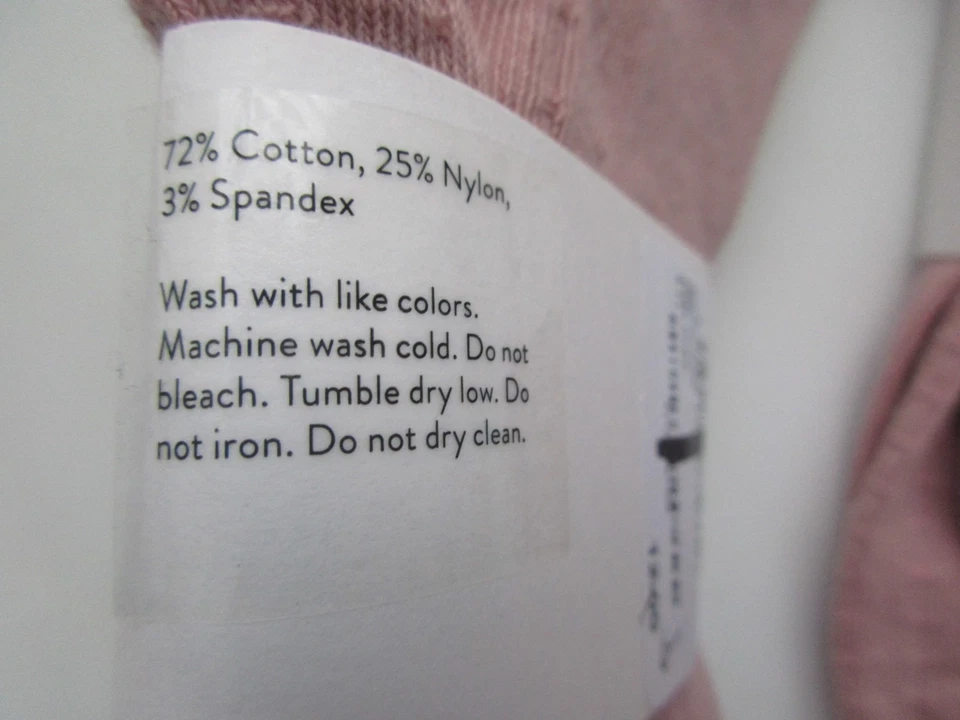 72% Cotton, 25% Nylon,
3% Spandex
Wash with like colors.
Machine wash cold. Do not
bleach. Tumble dry low. Do
not iron. Do not dry clean.